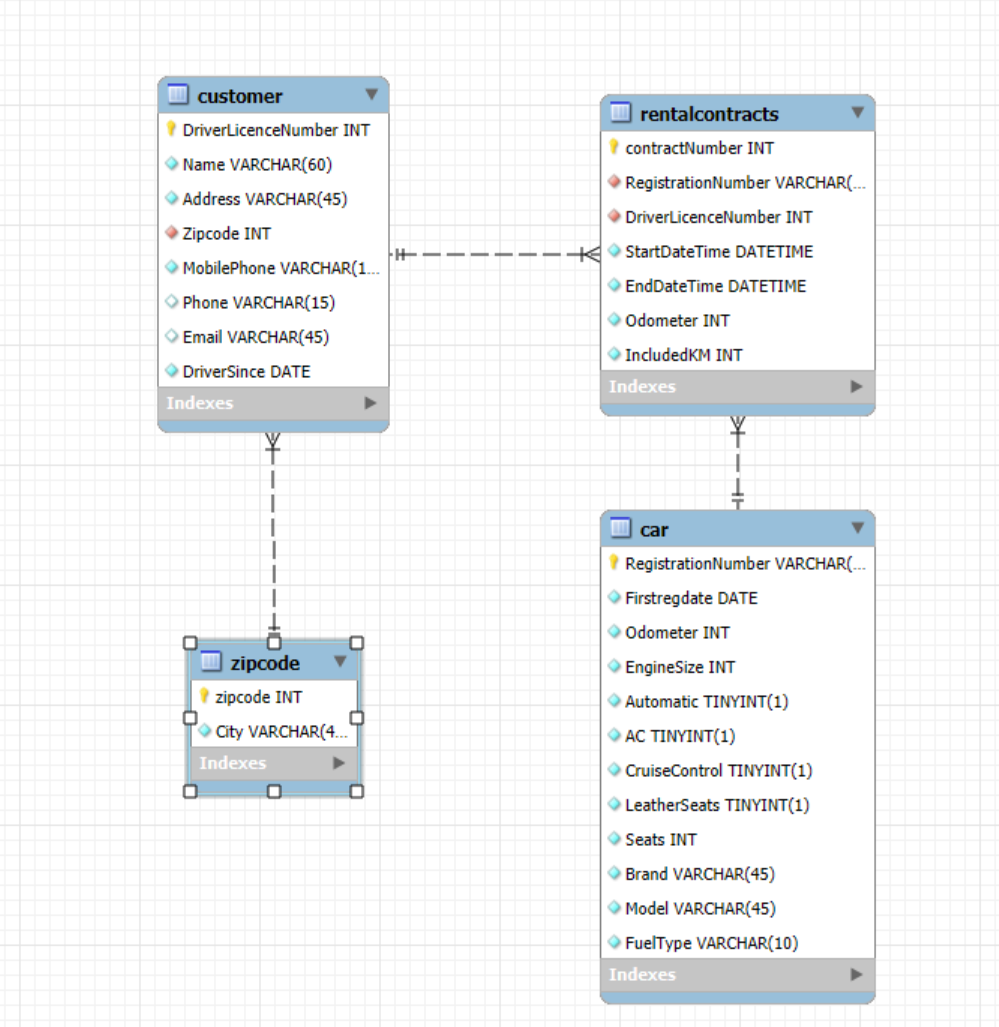 customer
DriverLicenceNumber INT
Name VARCHAR(60)
Address VARCHAR(45)
Zipcode INT
MobilePhone VARCHAR(1...
Phone VARCHAR(15)
Email VARCHAR(45)
DriverSince DATE
Indexes
rentalcontracts
contractNumber INT
RegistrationNumber VARCHAR(...
DriverLicenceNumber INT
StartDateTime DATETIME
EndDateTime DATETIME
Odometer INT
IncludedKM INT
Indexes
zipcode
zipcode INT
City VARCHAR(4...
Indexes
car
RegistrationNumber VARCHAR(...
Firstregdate DATE
Odometer INT
EngineSize INT
Automatic TINYINT(1)
AC TINYINT(1)
CruiseControl TINYINT(1)
LeatherSeats TINYINT(1)
Seats INT
Brand VARCHAR(45)
Model VARCHAR(45)
FuelType VARCHAR(10)
Indexes